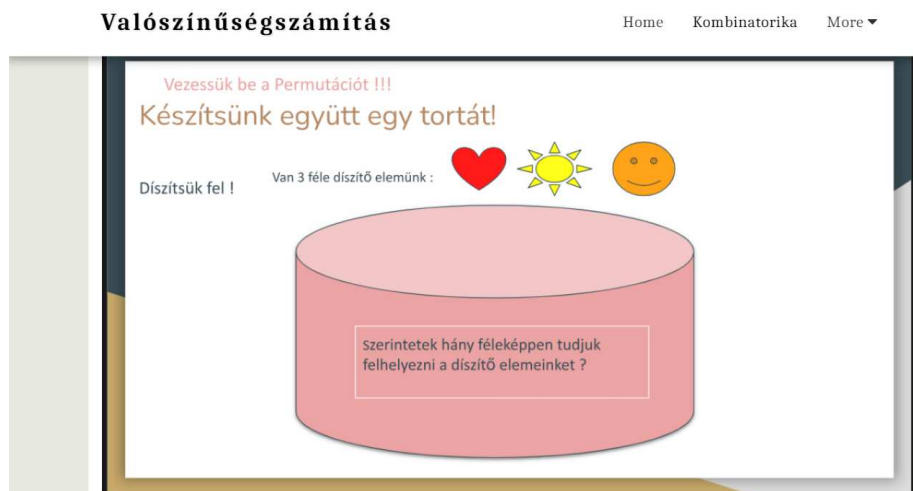 Valószínűségszámítás
Home Kombinatorika More
Vezessük be a Permutációt !!!
Készítsünk együtt egy tortát!
Díszítsük fel !
Van 3 féle díszítő elemünk :
Szerintetek hány féleképpen tudjuk
felhelyezni a díszítő elemeinket ?